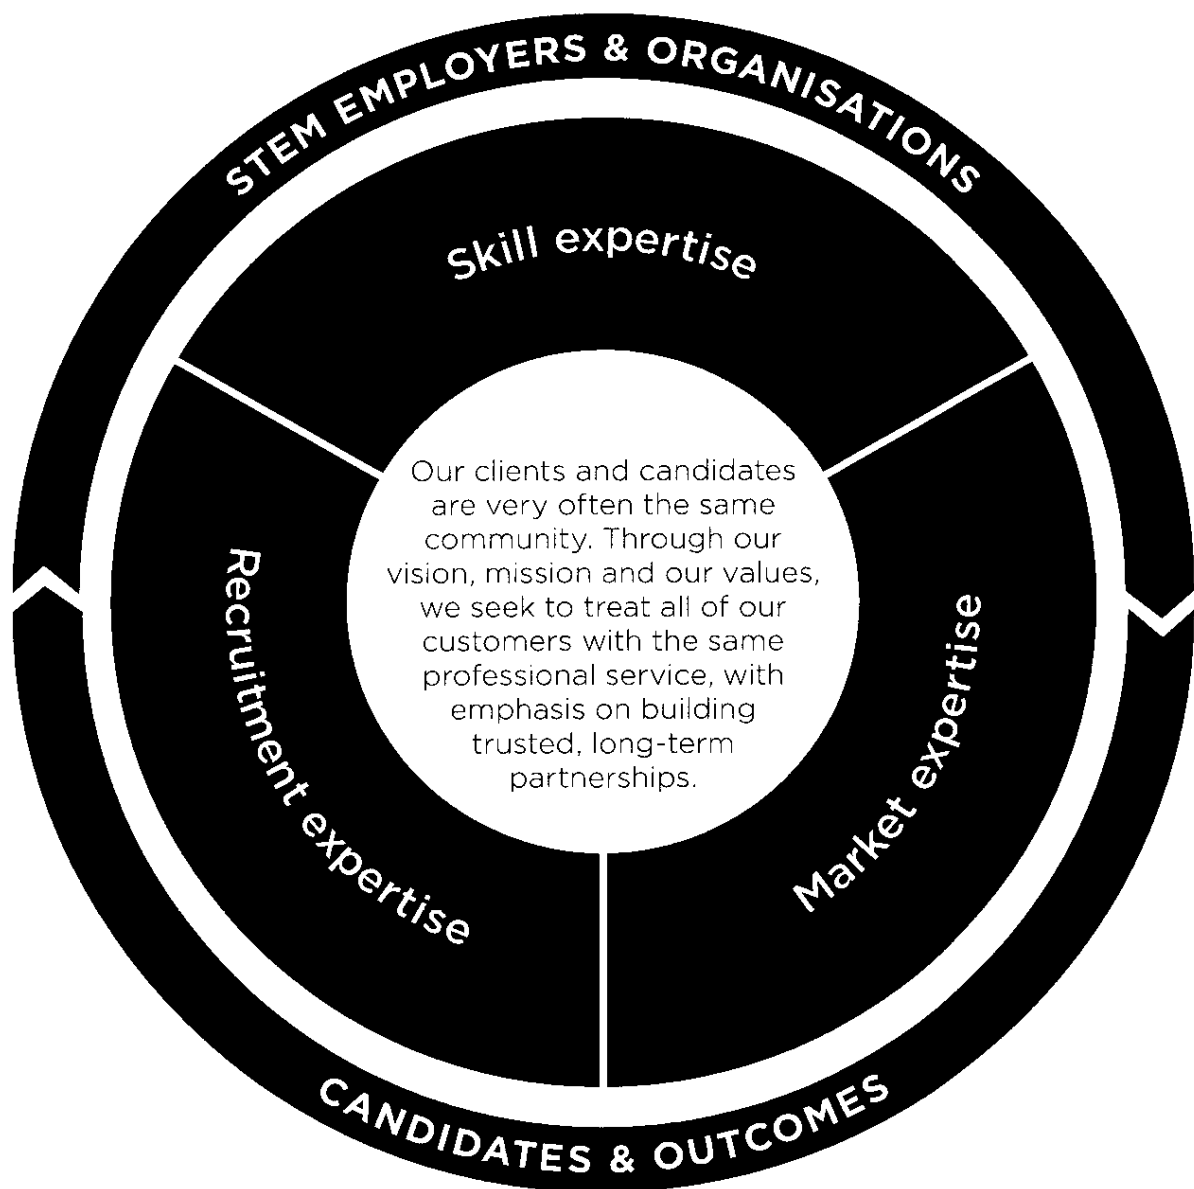 STEM EMPLOYERS & ORGANISATIONS
Skill expertise
Our clients and candidates
are very often the same
community. Through our
vision, mission and our values,
we seek to treat all of our
customers with the same
professional service, with
emphasis on building
trusted, long-term
partnerships.
Recruitment expertise
Market expertise
CANDIDATES & OUTCOMES